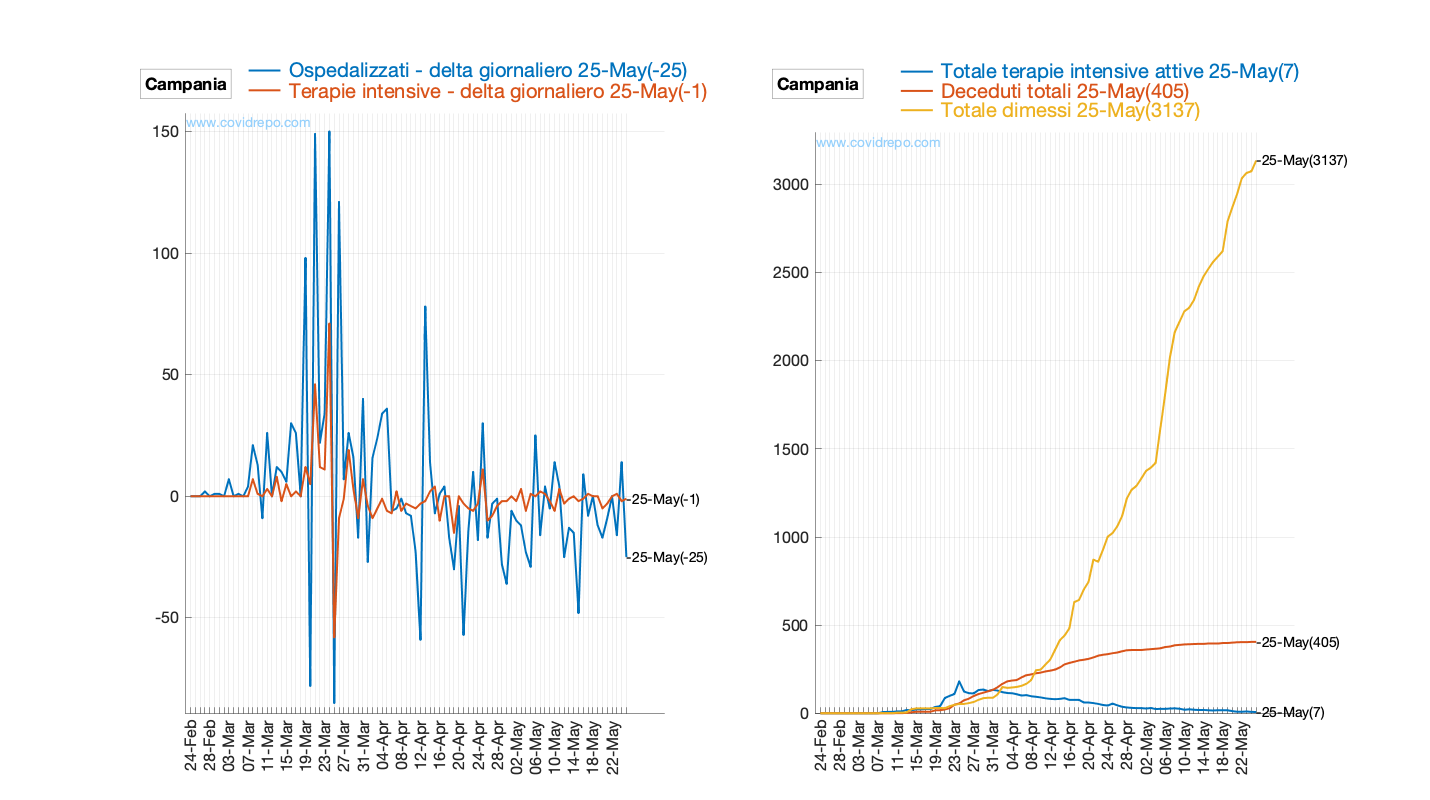 Campania
Ospedalizzati - delta giornaliero 25-May(-25)
Terapie intensive - delta giornaliero 25-May(-1)
www.covidrepo.com
150
100
50
0
-50
25-May(-1)
25-May(-25)
24-Feb
28-Feb
03-Mar
07-Mar
11-Mar
15-Mar
19-Mar
23-Mar
27-Mar
31-Mar
04-Apr
08-Apr
12-Apr
16-Apr
20-Apr
24-Apr
28-Apr
02-May
06-May
10-May
14-May
18-May
22-May
Campania
Totale terapie intensive attive 25-May(7)
Deceduti totali 25-May(405)
Totale dimessi 25-May(3137)
www.covidrepo.com
3000
2500
2000
1500
1000
500
0
25-May(3137)
25-May(405)
25-May(7)
24-Feb
28-Feb
03-Mar
07-Mar
11-Mar
15-Mar
19-Mar
23-Mar
27-Mar
31-Mar
04-Apr
08-Apr
12-Apr
16-Apr
20-Apr
24-Apr
28-Apr
02-May
06-May
10-May
14-May
18-May
22-May